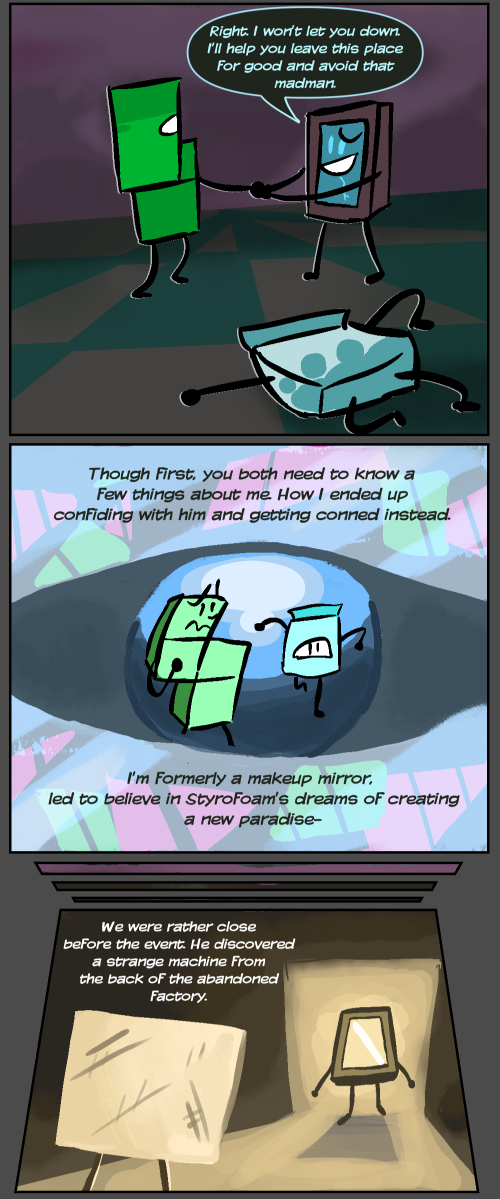 Right. I won't let you down.
I'll help you leave this place
For good and avoid that
madman.
Though first, you both need to know a
few things about me. How I ended up
confiding with him and getting conned instead.
I'm formerly a makeup mirror,
led to believe in Styrofoam's dreams of creating
a new paradise-
We were rather close
before the event. He discovered
a strange machine from
the back of the abandoned
factory.